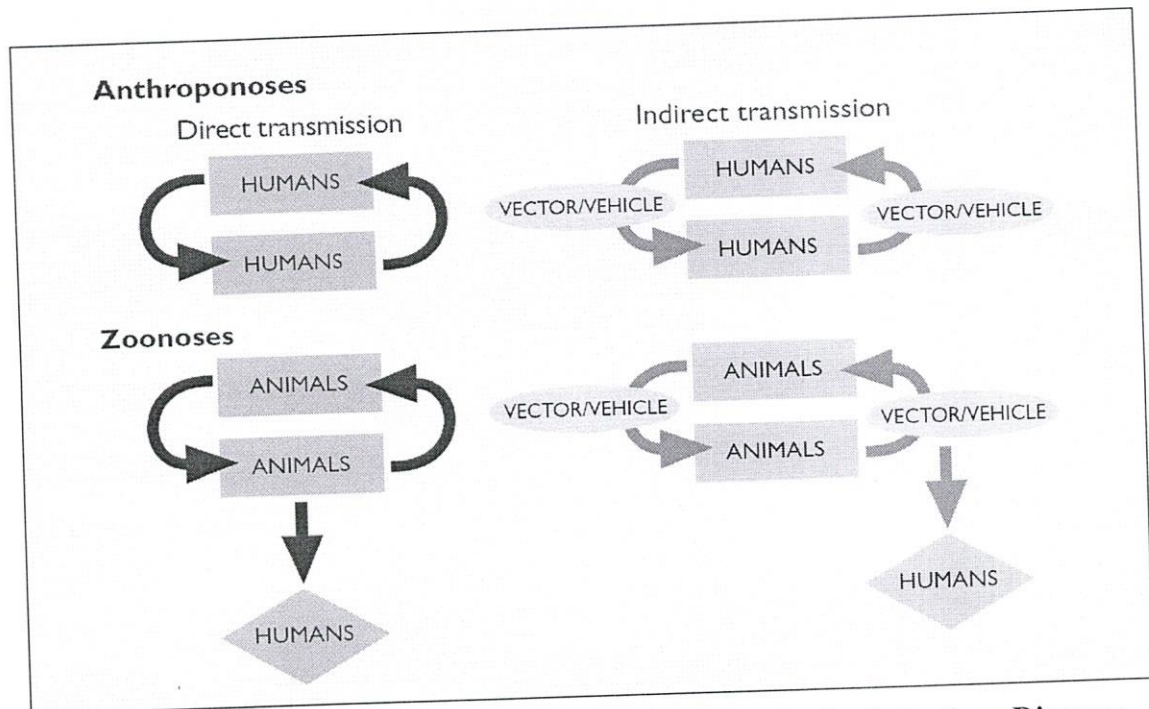 Anthroponoses
Direct transmission
Indirect transmission
HUMANS
HUMANS
VECTOR/VEHICLE
HUMANS
VECTOR/VEHICLE
HUMANS
Zoonoses
ANIMALS
ANIMALS
HUMANS
VECTOR/VEHICLE
ANIMALS
VECTOR/VEHICLE
ANIMALS
HUMANS